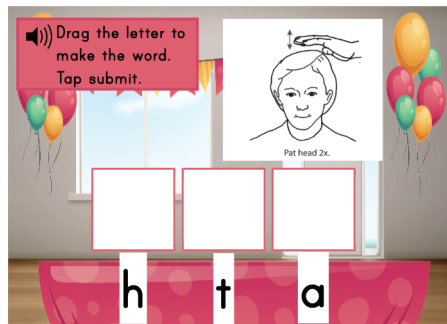 Drag the letter to
make the word.
Tap submit.
Pat head 2x.
h t a